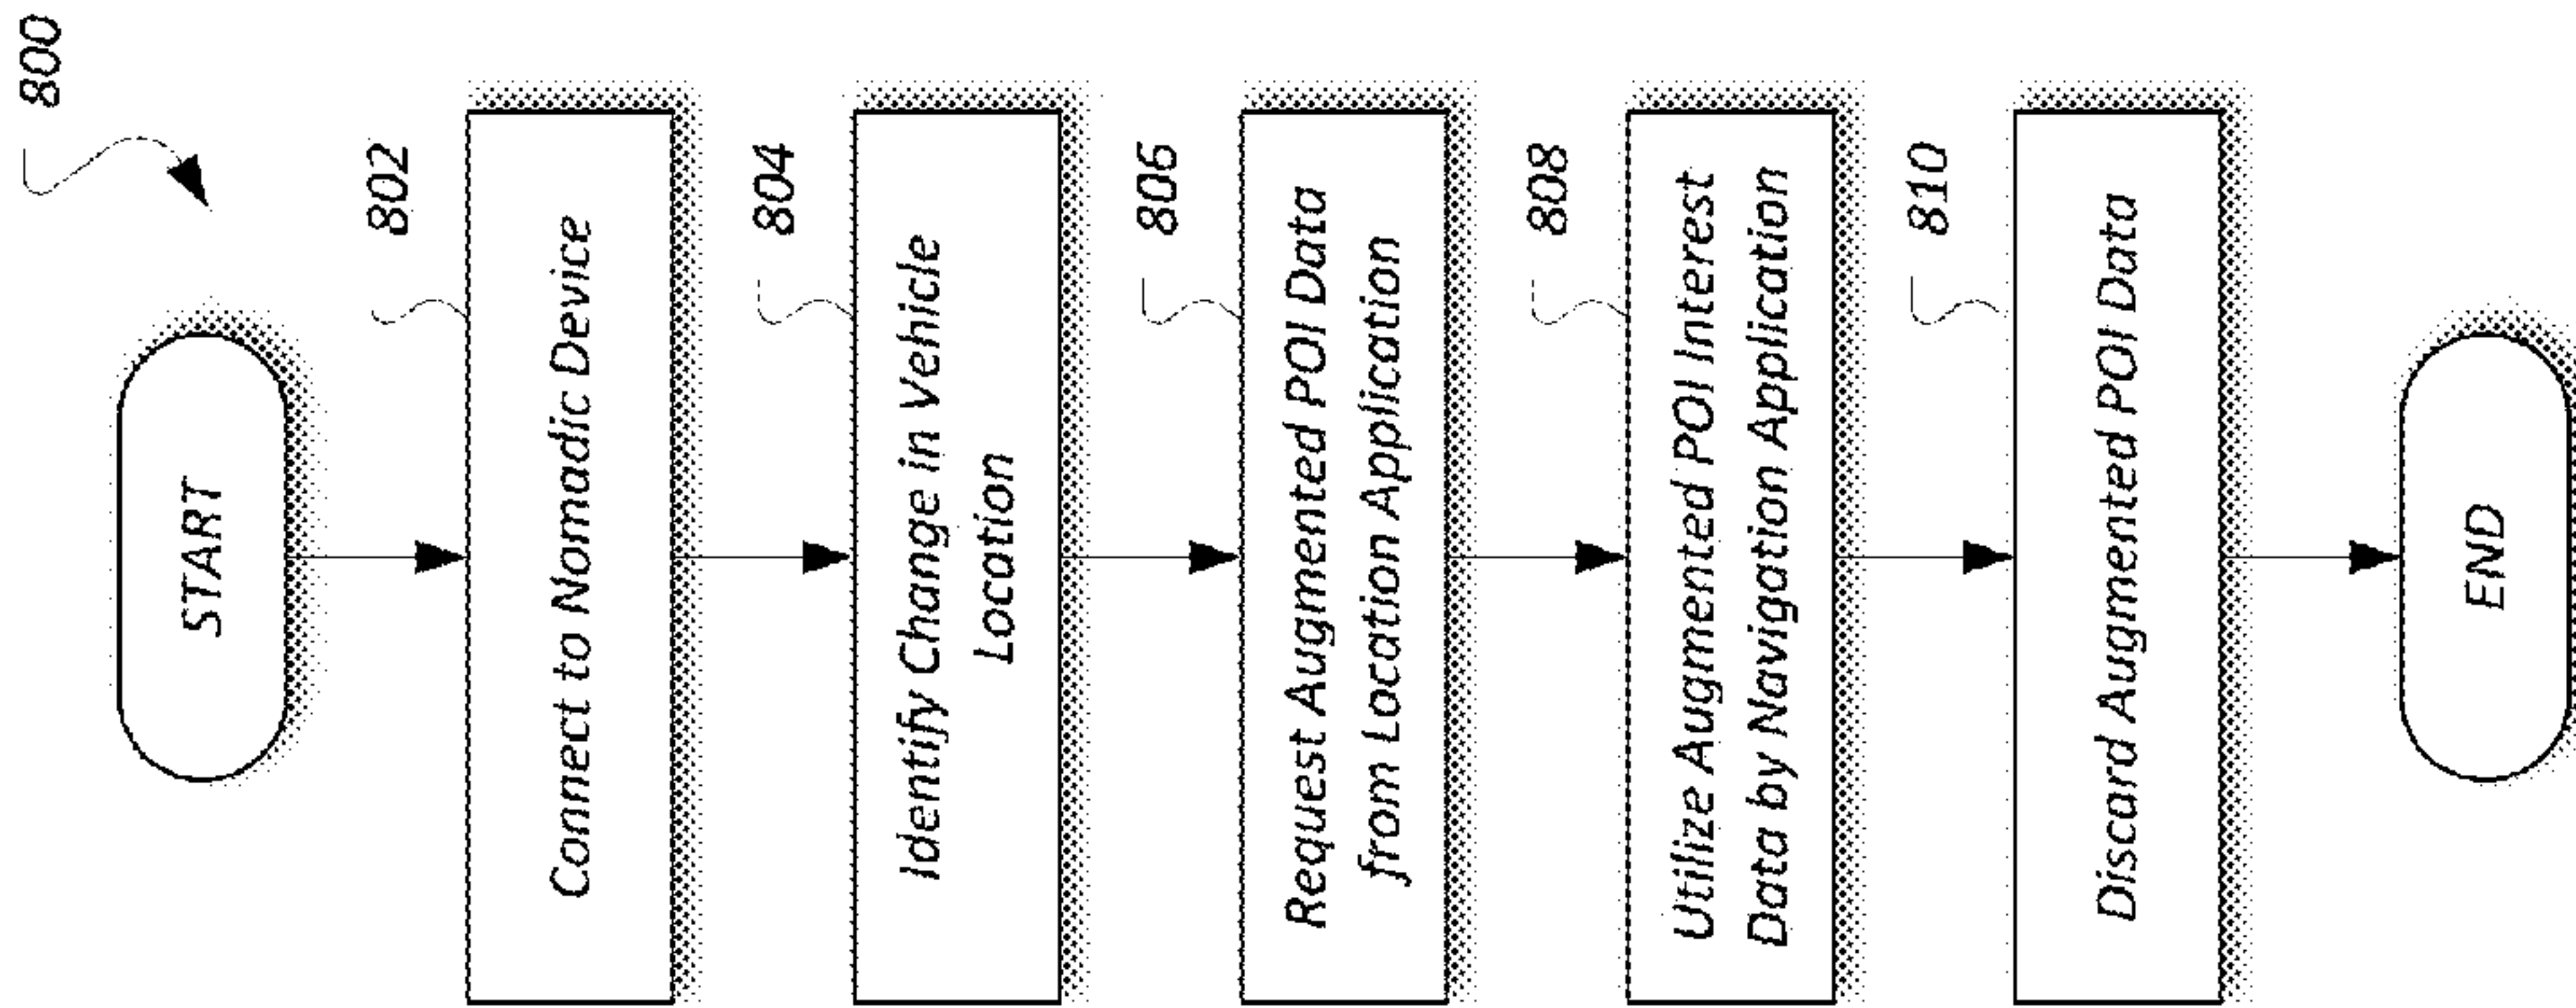 800
START
802
Connect to Nomadic Device
804
Identify Change in Vehicle
Location
806
Request Augmented POI Data
from Location Application
808
Utilize Augmented POI Interest
Data by Navigation Application
810
Discard Augmented POI Data
END